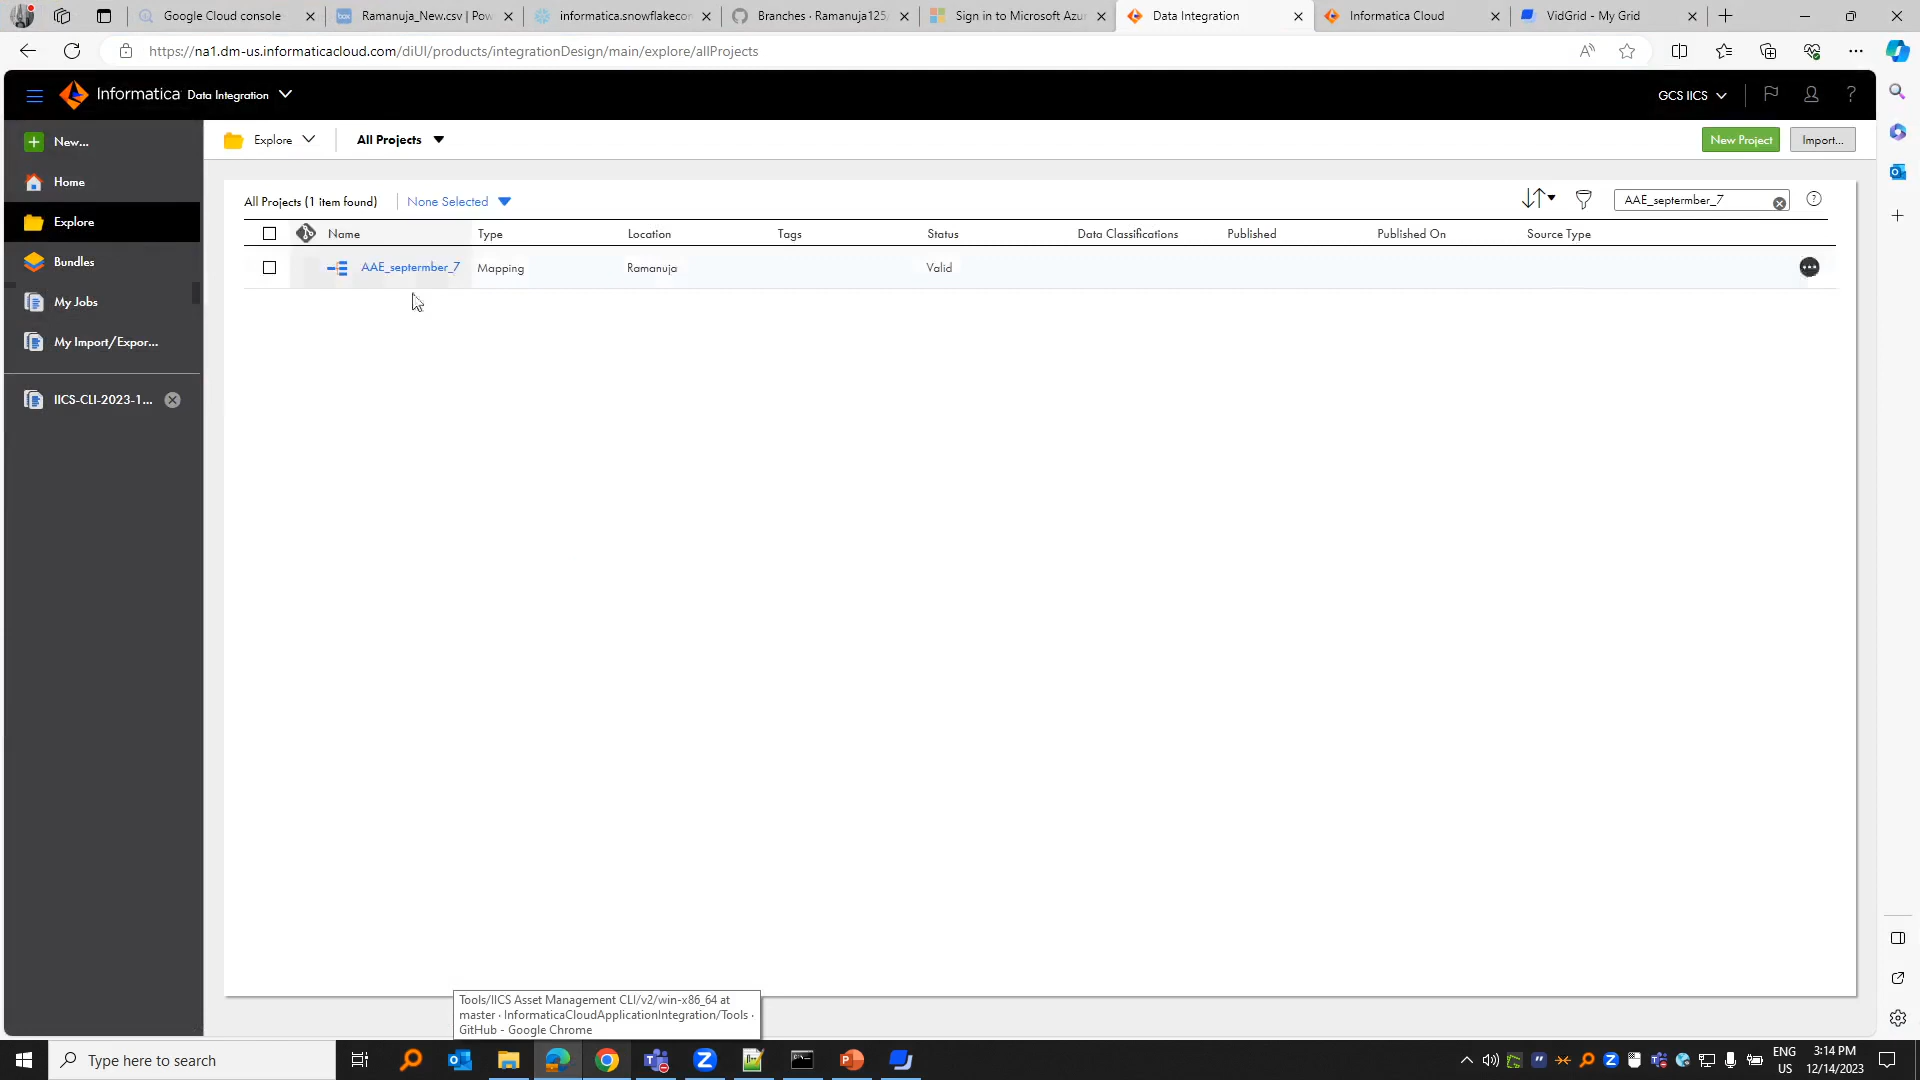 Google Cloud console
Ramanuja_New.csv | Pow
informatica.snowflakecor
Branches · Ramanuja125
Sign in to Microsoft Azu
Data Integration
Informatica Cloud
VidGrid - My Grid
https://na1.dm-us.informaticacloud.com/diUI/products/integrationDesign/main/explore/allProjects
Informatica Data Integration
GCS IICS
?
New...
Home
Explore
Bundles
My Jobs
My Import/Expor...
IICS-CLI-2023-1...
Explore
All Projects
New Project
Import...
All Projects (1 item found)
None Selected
AAE_septermber_7
?
Name Type Location Tags Status Data Classifications Published Published On Source Type
AAE_septermber_7 Mapping Ramanuja Valid
Tools/IICS Asset Management CLI/v2/win-x86_64 at
master · InformaticaCloudApplicationIntegration/Tools ·
GitHub - Google Chrome
Type here to search
ENG
US
3:14 PM
12/14/2023